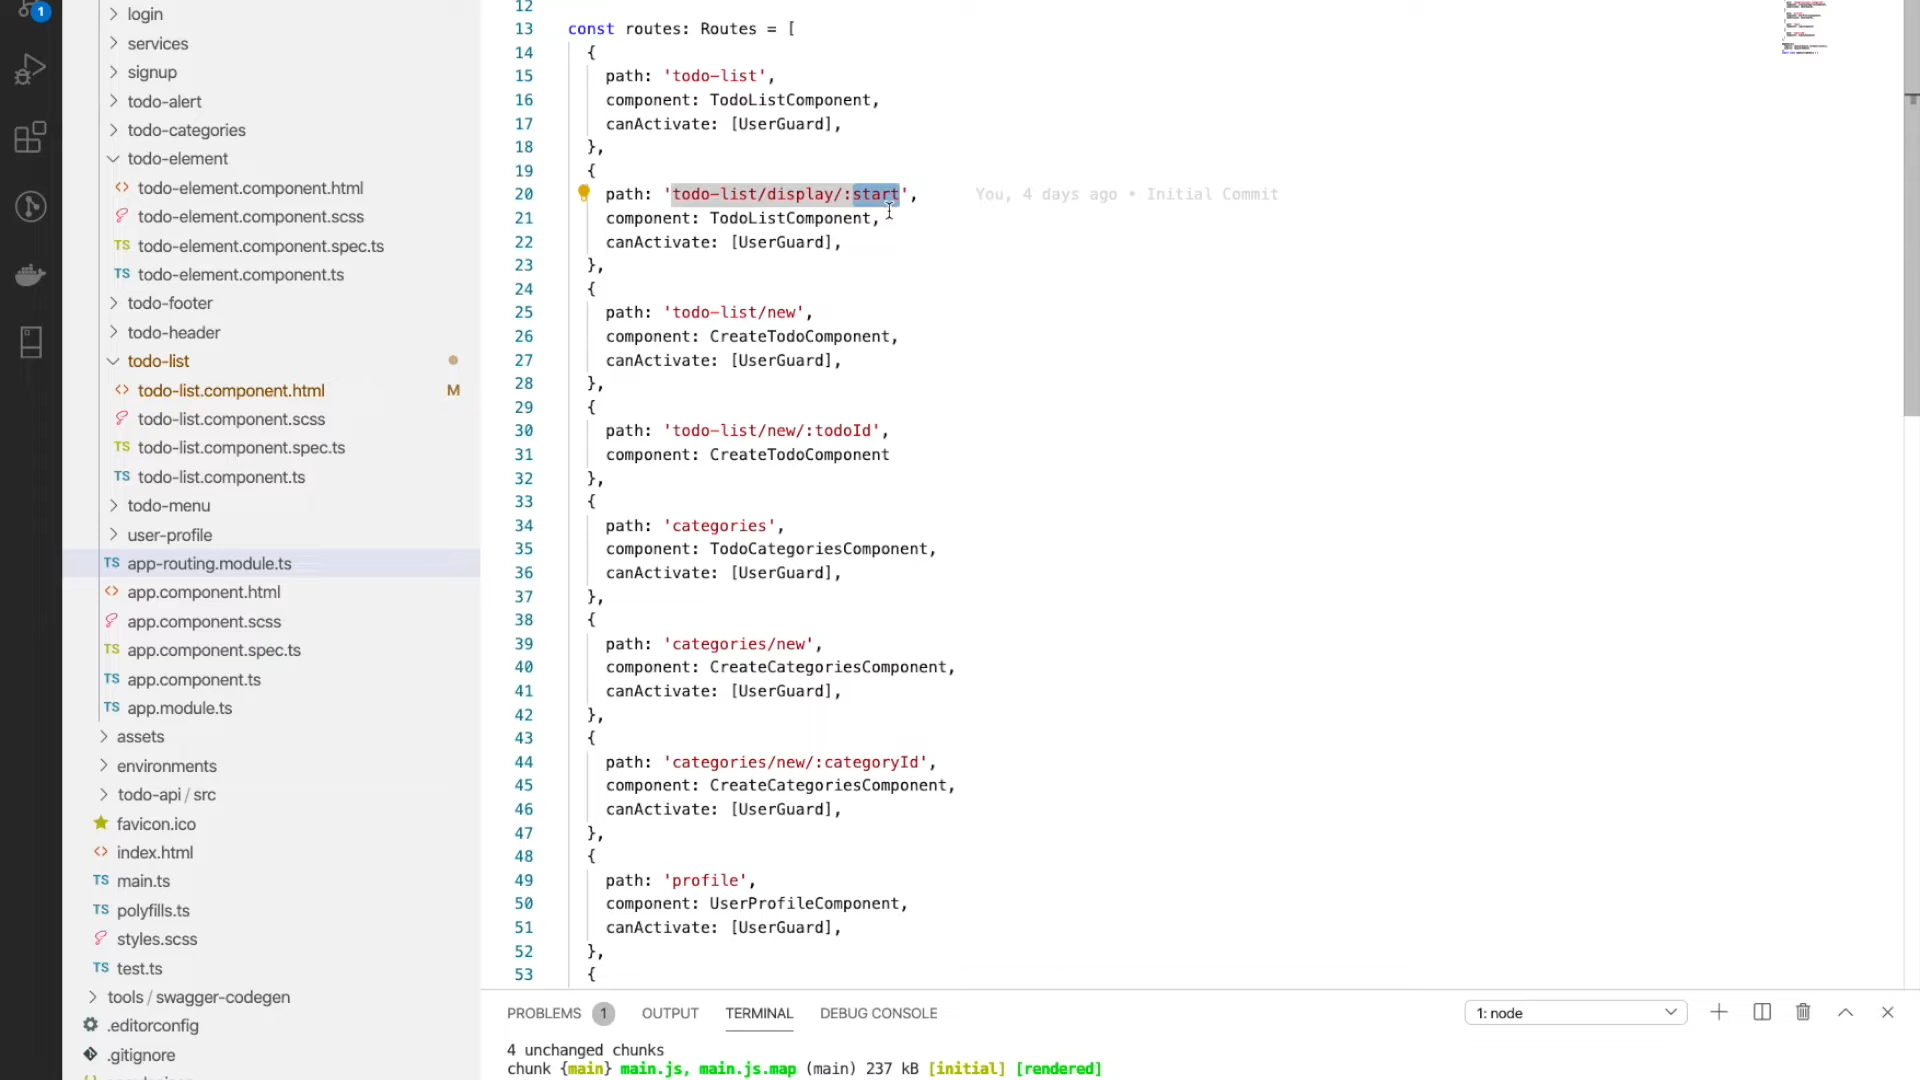 1
login
services
signup
todo-alert
todo-categories
todo-element
<> todo-element.component.html
todo-element.component.scss
TS todo-element.component.spec.ts
TS todo-element.component.ts
todo-footer
todo-header
todo-list
<> todo-list.component.html M
todo-list.component.scss
TS todo-list.component.spec.ts
TS todo-list.component.ts
todo-menu
user-profile
TS app-routing.module.ts
<> app.component.html
app.component.scss
TS app.component.spec.ts
TS app.component.ts
TS app.module.ts
assets
environments
todo-api / src
favicon.ico
<> index.html
TS main.ts
TS polyfills.ts
styles.scss
TS test.ts
tools / swagger-codegen
.editorconfig
.gitignore
12
13 const routes: Routes = [
14 {
15 path: 'todo-list',
16 component: TodoListComponent,
17 canActivate: [UserGuard],
18 },
19 {
20 path: 'todo-list/display/:start', You, 4 days ago • Initial Commit
21 component: TodoListComponent,
22 canActivate: [UserGuard],
23 },
24 {
25 path: 'todo-list/new',
26 component: CreateTodoComponent,
27 canActivate: [UserGuard],
28 },
29 {
30 path: 'todo-list/new/:todoId',
31 component: CreateTodoComponent
32 },
33 {
34 path: 'categories',
35 component: TodoCategoriesComponent,
36 canActivate: [UserGuard],
37 },
38 {
39 path: 'categories/new',
40 component: CreateCategoriesComponent,
41 canActivate: [UserGuard],
42 },
43 {
44 path: 'categories/new/:categoryId',
45 component: CreateCategoriesComponent,
46 canActivate: [UserGuard],
47 },
48 {
49 path: 'profile',
50 component: UserProfileComponent,
51 canActivate: [UserGuard],
52 },
53 {
PROBLEMS 1 OUTPUT TERMINAL DEBUG CONSOLE 1: node
4 unchanged chunks
chunk {main} main.js, main.js.map (main) 237 kB [initial] [rendered]